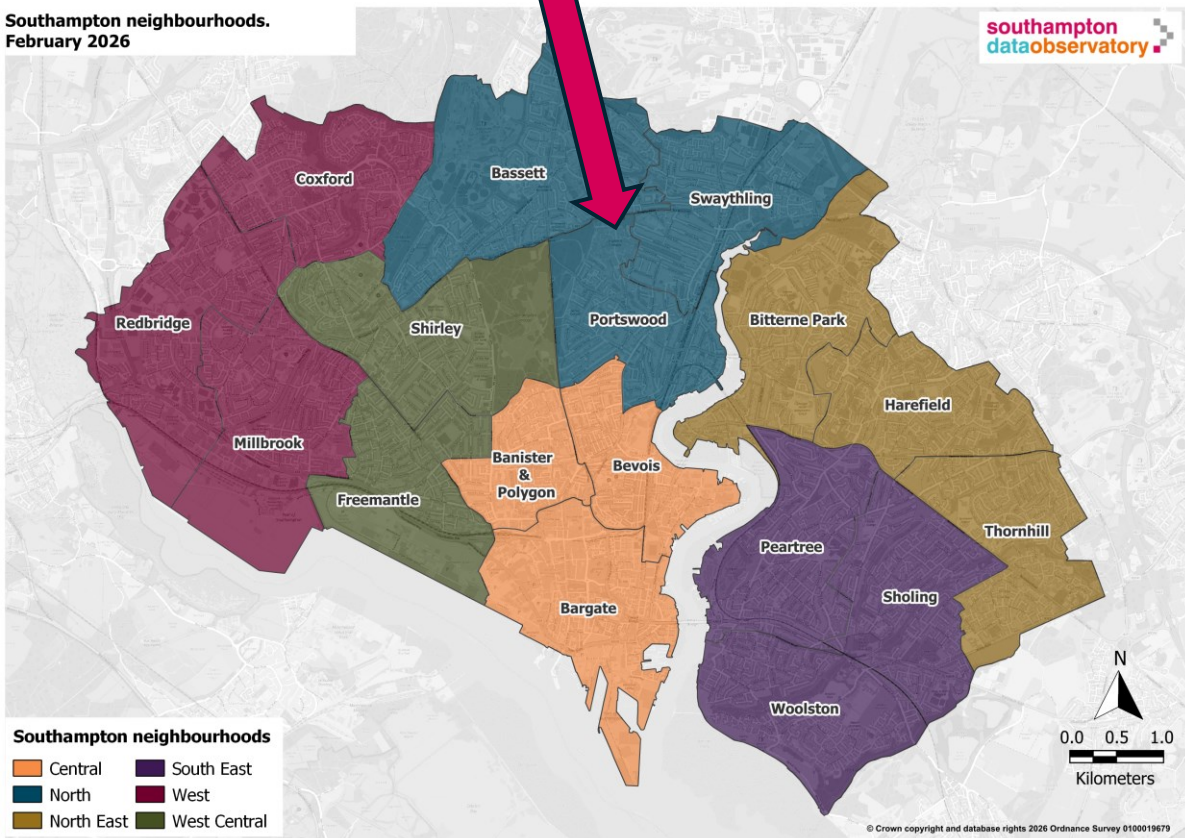 Southampton neighbourhoods.
February 2026
southampton
dataobservatory
Coxford
Bassett
Swaythling
Redbridge
Shirley
Portswood
Bitterne Park
Harefield
Millbrook
Banister
&
Polygon
Bevois
Freemantle
Thornhill
Peartree
Sholing
Bargate
Woolston
N
0.0 0.5 1.0
Kilometers
Southampton neighbourhoods
Central
South East
North
West
North East
West Central
© Crown copyright and database rights 2026 Ordnance Survey 0100019679